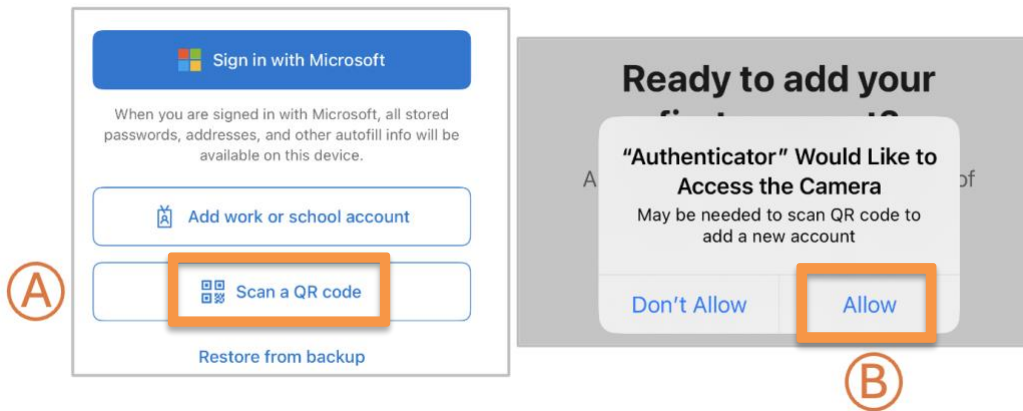 Sign in with Microsoft
When you are signed in with Microsoft, all stored
passwords, addresses, and other autofill info will be
available on this device.
Add work or school account
A
Scan a QR code
Restore from backup
Ready to add your
"Authenticator" Would Like to
Access the Camera
A
of
May be needed to scan QR code to
add a new account
Don't Allow
Allow
B